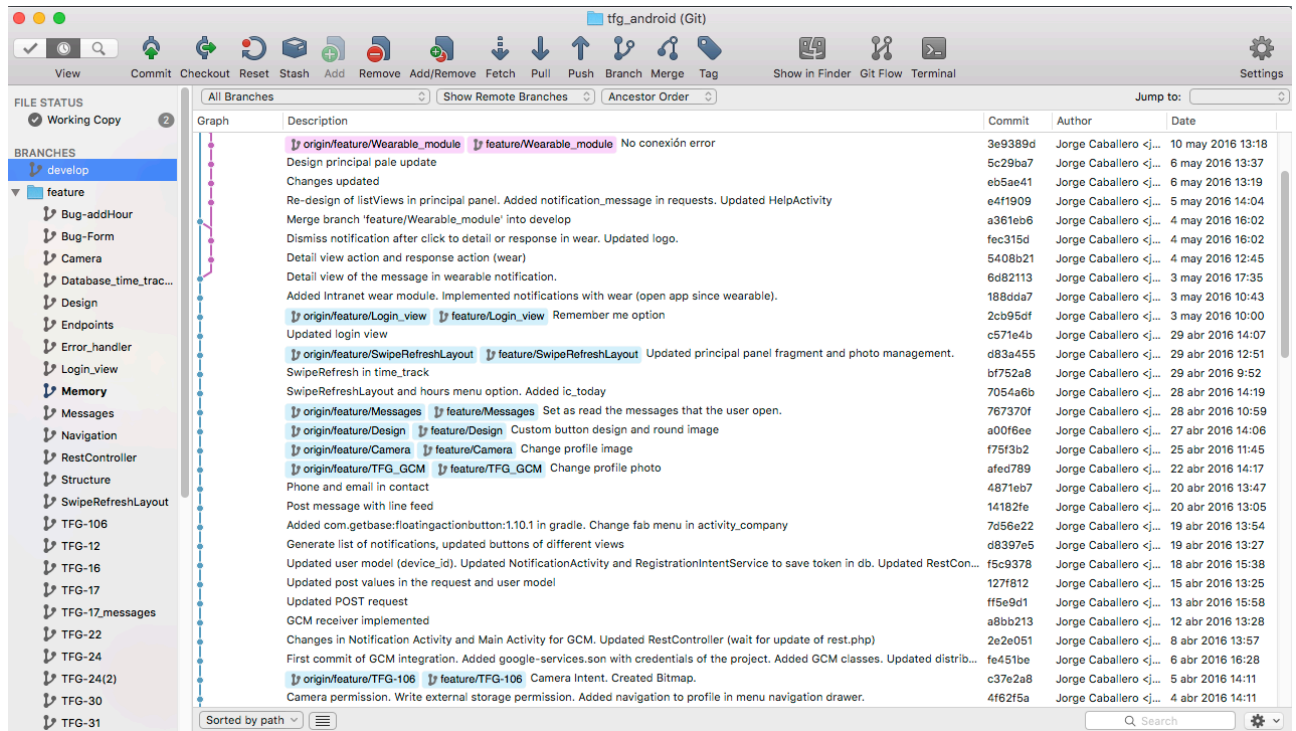 tfg_android (Git)
View Commit Checkout Reset Stash Add Remove Add/Remove Fetch Pull Push Branch Merge Tag Show in Finder Git Flow Terminal Settings
All Branches Show Remote Branches Ancestor Order Jump to:
FILE STATUS
Working Copy 2
BRANCHES
develop
feature
Bug-addHour
Bug-Form
Camera
Database_time_trac...
Design
Endpoints
Error_handler
Login_view
Memory
Messages
Navigation
RestController
Structure
SwipeRefreshLayout
TFG-106
TFG-12
TFG-16
TFG-17
TFG-17_messages
TFG-22
TFG-24
TFG-24(2)
TFG-30
TFG-31
Graph Description Commit Author Date
origin/feature/Wearable_module feature/Wearable_module No conexión error 3e9389d Jorge Caballero <j... 10 may 2016 13:18
Design principal pale update 5c29ba7 Jorge Caballero <j... 6 may 2016 13:37
Changes updated eb5ae41 Jorge Caballero <j... 6 may 2016 13:19
Re-design of listViews in principal panel. Added notification_message in requests. Updated HelpActivity e4f1909 Jorge Caballero <j... 5 may 2016 14:04
Merge branch 'feature/Wearable_module' into develop a361eb6 Jorge Caballero <j... 4 may 2016 16:02
Dismiss notification after click to detail or response in wear. Updated logo. fec315d Jorge Caballero <j... 4 may 2016 16:02
Detail view action and response action (wear) 5408b21 Jorge Caballero <j... 4 may 2016 12:45
Detail view of the message in wearable notification. 6d82113 Jorge Caballero <j... 3 may 2016 17:35
Added Intranet wear module. Implemented notifications with wear (open app since wearable). 188dda7 Jorge Caballero <j... 3 may 2016 10:43
origin/feature/Login_view feature/Login_view Remember me option 2cb95df Jorge Caballero <j... 3 may 2016 10:00
Updated login view c571e4b Jorge Caballero <j... 29 abr 2016 14:07
origin/feature/SwipeRefreshLayout feature/SwipeRefreshLayout Updated principal panel fragment and photo management. d83a455 Jorge Caballero <j... 29 abr 2016 12:51
SwipeRefresh in time_track bf752a8 Jorge Caballero <j... 29 abr 2016 9:52
SwipeRefreshLayout and hours menu option. Added ic_today 7054a6b Jorge Caballero <j... 28 abr 2016 14:19
origin/feature/Messages feature/Messages Set as read the messages that the user open. 767370f Jorge Caballero <j... 28 abr 2016 10:59
origin/feature/Design feature/Design Custom button design and round image a00f6ee Jorge Caballero <j... 27 abr 2016 14:06
origin/feature/Camera feature/Camera Change profile image f75f3b2 Jorge Caballero <j... 25 abr 2016 11:45
origin/feature/TFG_GCM feature/TFG_GCM Change profile photo afed789 Jorge Caballero <j... 22 abr 2016 14:17
Phone and email in contact 4871eb7 Jorge Caballero <j... 20 abr 2016 13:47
Post message with line feed 14182fe Jorge Caballero <j... 20 abr 2016 13:05
Added com.getbase:floatingactionbutton:1.10.1 in gradle. Change fab menu in activity_company 7d56e22 Jorge Caballero <j... 19 abr 2016 13:54
Generate list of notifications, updated buttons of different views d8397e5 Jorge Caballero <j... 19 abr 2016 13:27
Updated user model (device_id). Updated NotificationActivity and RegistrationIntentService to save token in db. Updated RestCon... f5c9378 Jorge Caballero <j... 18 abr 2016 15:38
Updated post values in the request and user model 127f812 Jorge Caballero <j... 15 abr 2016 13:25
Updated POST request ff5e9d1 Jorge Caballero <j... 13 abr 2016 15:58
GCM receiver implemented a8bb213 Jorge Caballero <j... 12 abr 2016 13:28
Changes in Notification Activity and Main Activity for GCM. Updated RestController (wait for update of rest.php) 2e2e051 Jorge Caballero <j... 8 abr 2016 13:57
First commit of GCM integration. Added google-services.son with credentials of the project. Added GCM classes. Updated distrib... fe451be Jorge Caballero <j... 6 abr 2016 16:28
origin/feature/TFG-106 feature/TFG-106 Camera Intent. Created Bitmap. c37e2a8 Jorge Caballero <j... 5 abr 2016 14:11
Camera permission. Write external storage permission. Added navigation to profile in menu navigation drawer. 4f62f5a Jorge Caballero <j... 4 abr 2016 14:11
Sorted by path Search